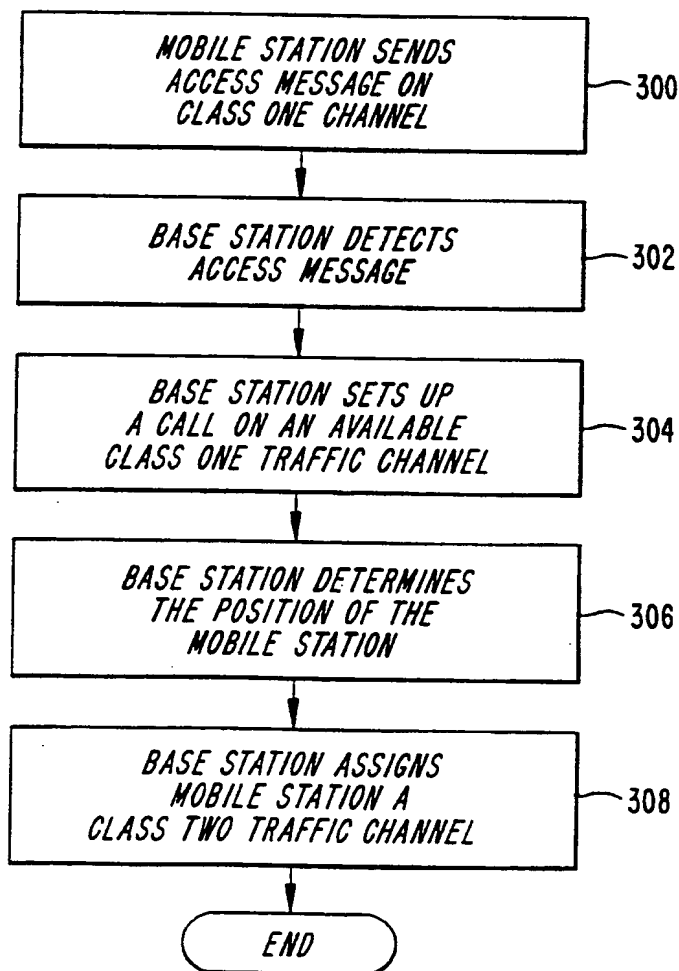 MOBILE STATION SENDS
ACCESS MESSAGE ON
CLASS ONE CHANNEL
300
BASE STATION DETECTS
ACCESS MESSAGE
302
BASE STATION SETS UP
A CALL ON AN AVAILABLE
CLASS ONE TRAFFIC CHANNEL
304
BASE STATION DETERMINES
THE POSITION OF THE
MOBILE STATION
306
BASE STATION ASSIGNS
MOBILE STATION A
CLASS TWO TRAFFIC CHANNEL
308
END